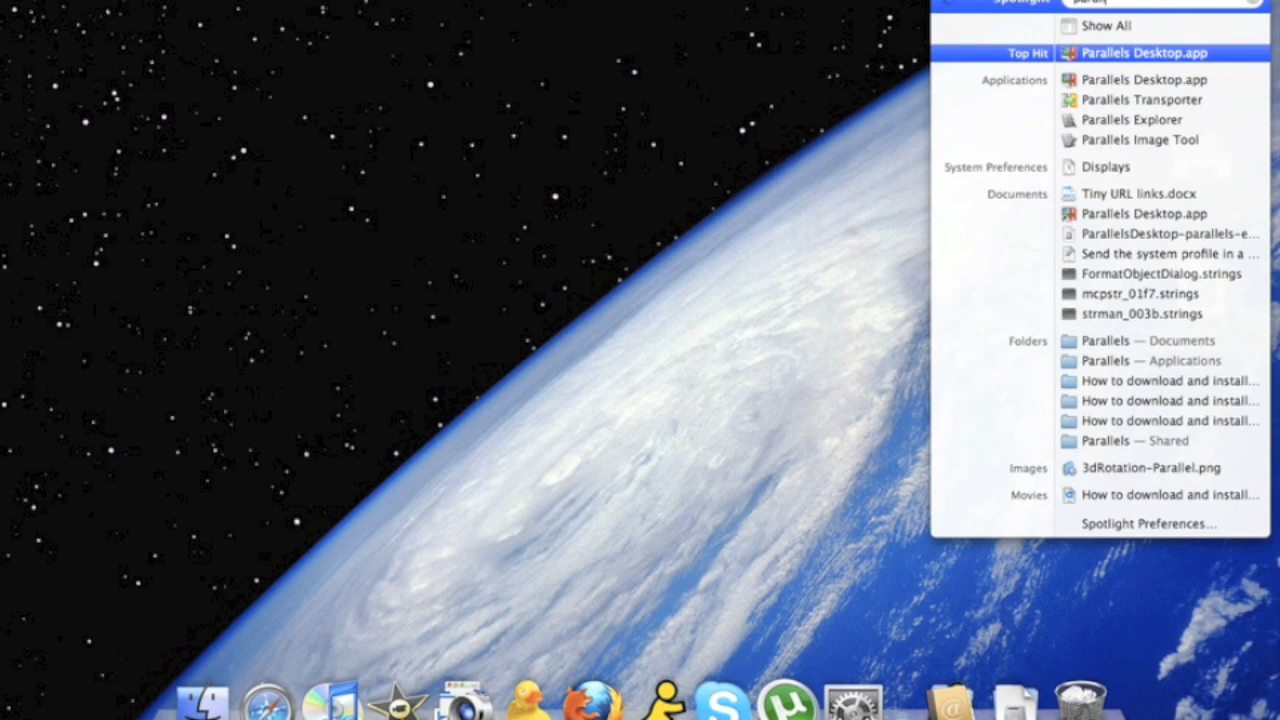 Spotlight
Show All
Top Hit Parallels Desktop.app
Applications Parallels Desktop.app
Parallels Transporter
Parallels Explorer
Parallels Image Tool
System Preferences Displays
Documents Tiny URL links.docx
Parallels Desktop.app
ParallelsDesktop-parallels-e...
Send the system profile in a ...
FormatObjectDialog.strings
mcpstr_01f7.strings
strman_003b.strings
Folders Parallels — Documents
Parallels — Applications
How to download and install...
How to download and install...
How to download and install...
Parallels — Shared
Images 3dRotation-Parallel.png
Movies How to download and install...
Spotlight Preferences...